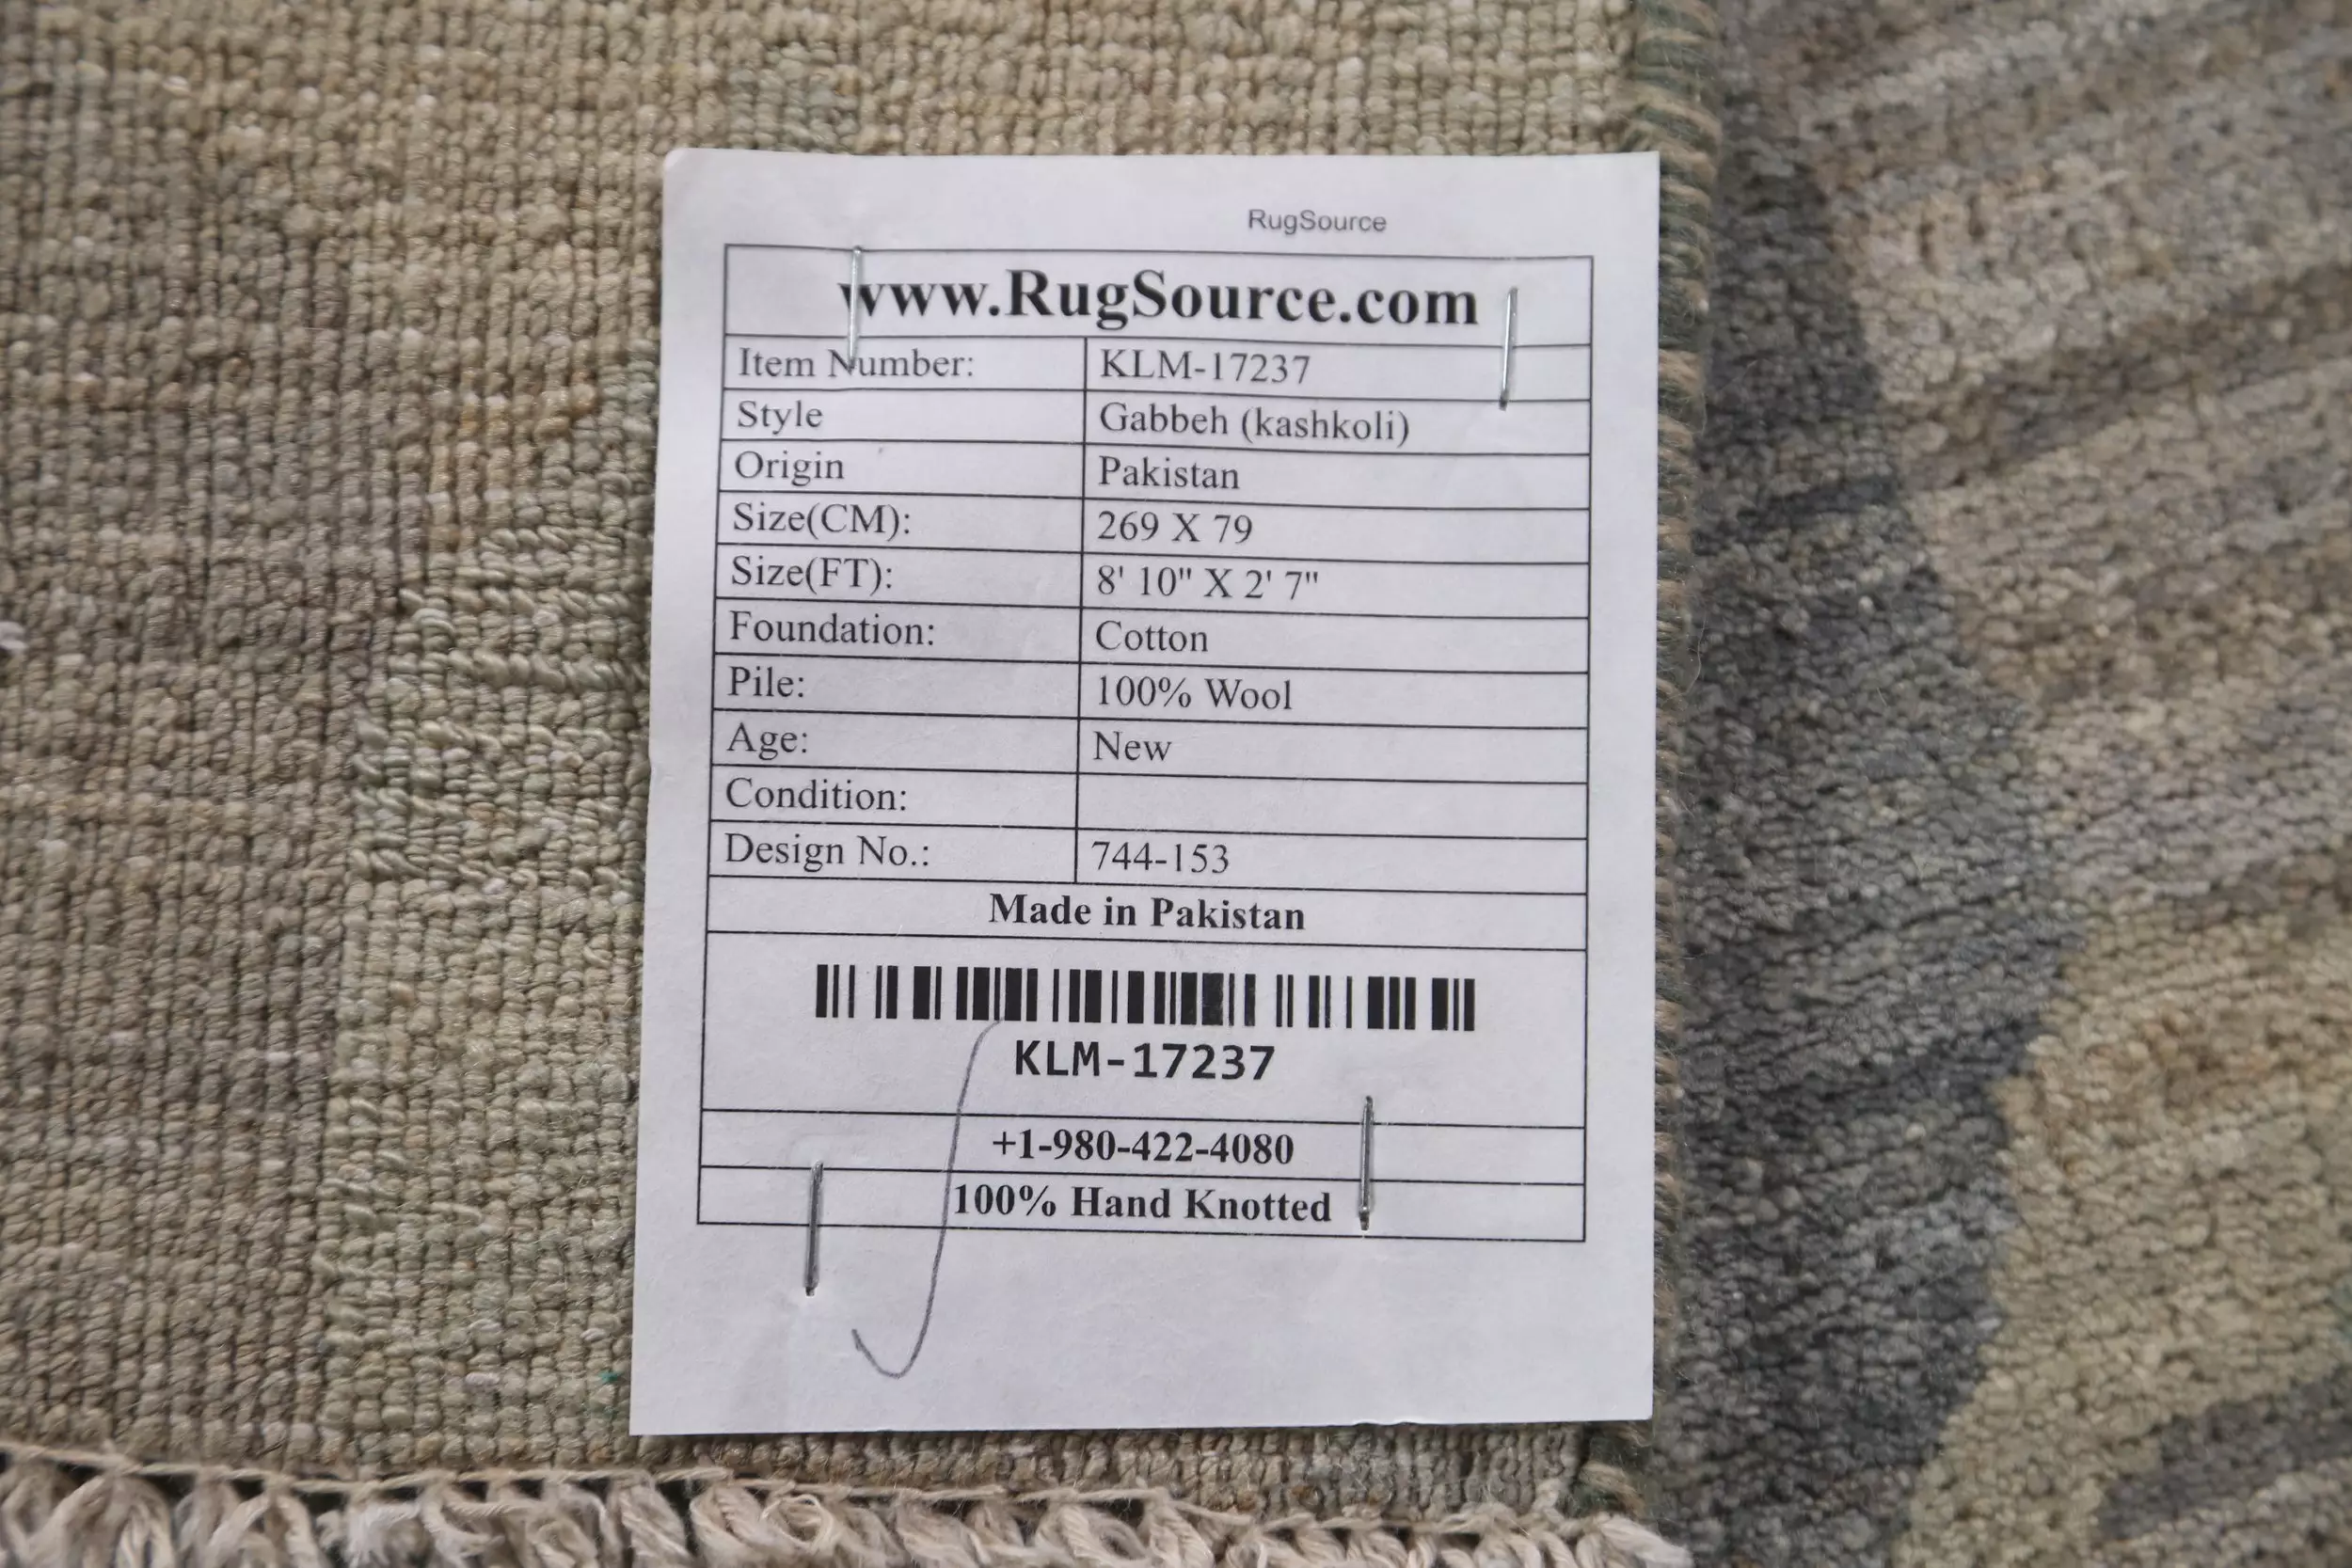 RugSource
www.RugSource.com
Item Number: KLM-17237
Style Gabbeh (kashkoli)
Origin Pakistan
Size(CM): 269 X 79
Size(FT): 8' 10" X 2' 7"
Foundation: Cotton
Pile: 100% Wool
Age: New
Condition:
Design No.: 744-153
Made in Pakistan
KLM-17237
+1-980-422-4080
100% Hand Knotted